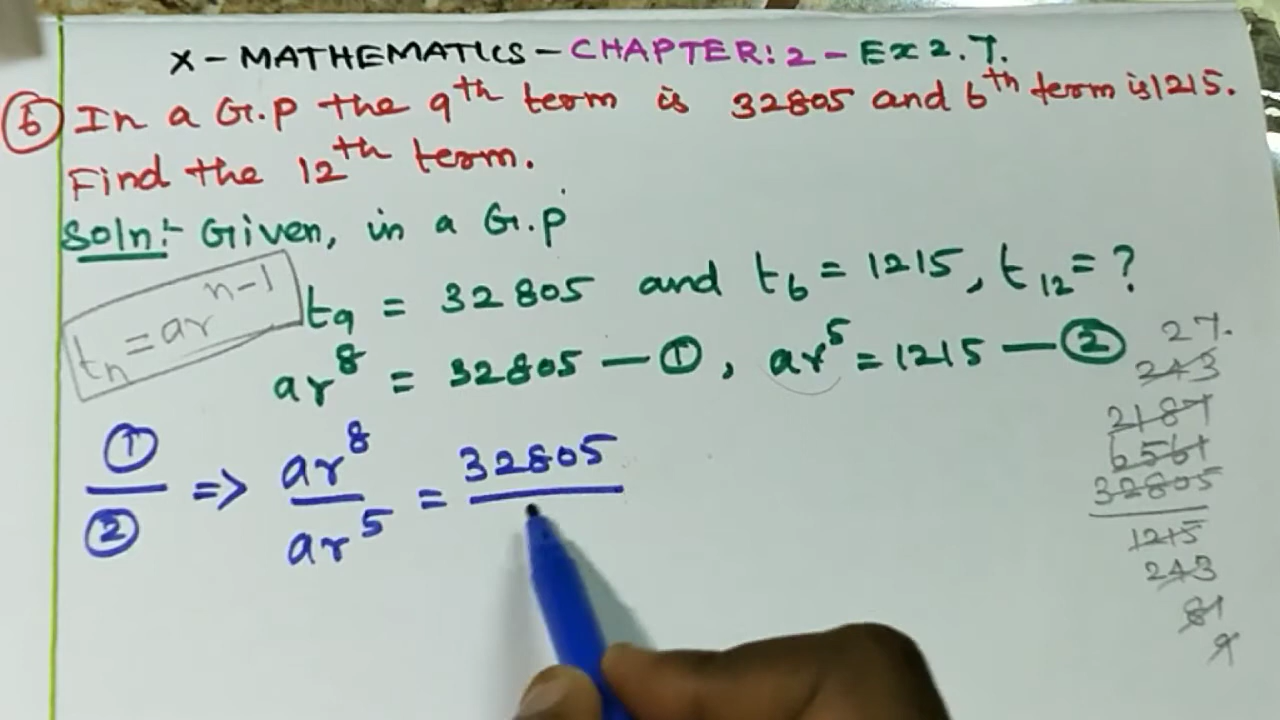 X - MATHEMATICS - CHAPTER: 2 - EX 2.7.
5 In a G.P the 9th term is 32805 and 6th term is 1215.
Find the 12th term.
Soln:- Given, in a G.P
tn = ar^n-1
t9 = 32805 and t6 = 1215, t12 = ?
ar^8 = 32805 — ①, ar^5 = 1215 — ②
①/② => ar^8/ar^5 = 32805
27.
243
2187
6561
32805
1215
243
81
9